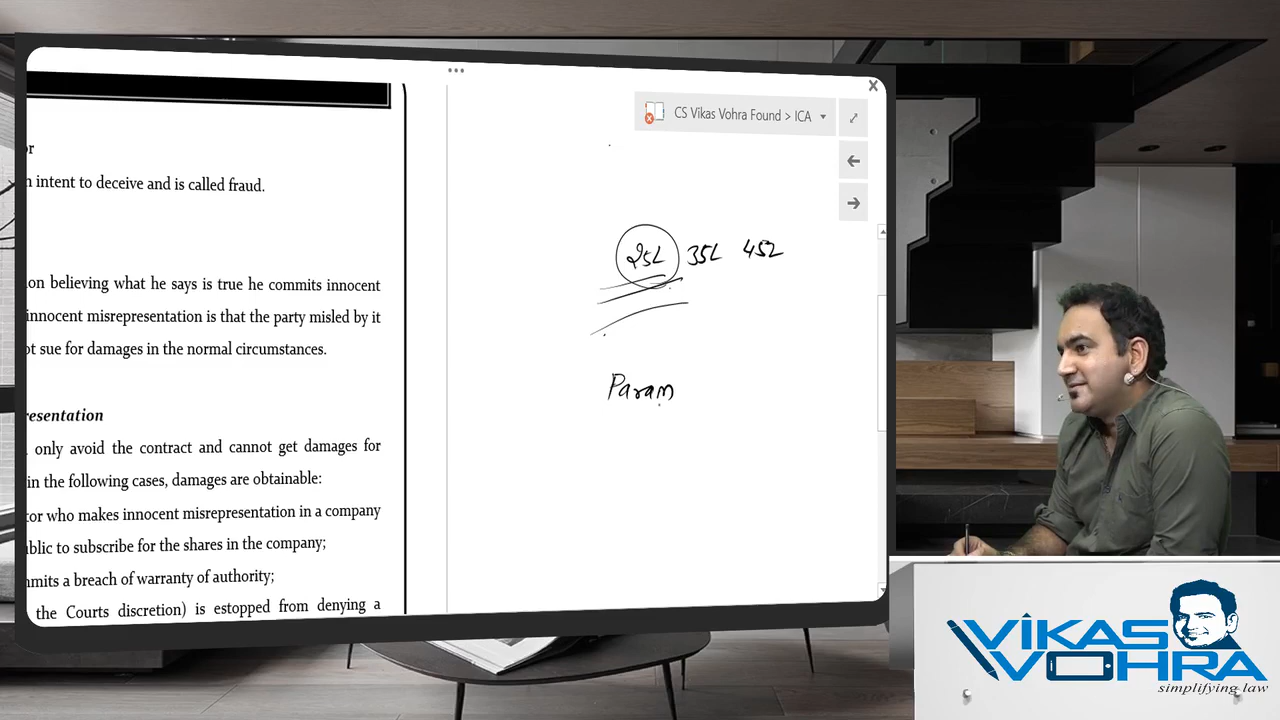 or
n intent to deceive and is called fraud.
on believing what he says is true he commits innocent
innocent misrepresentation is that the party misled by it
ot sue for damages in the normal circumstances.
esentation
only avoid the contract and cannot get damages for
in the following cases, damages are obtainable:
tor who makes innocent misrepresentation in a company
ublic to subscribe for the shares in the company;
mmits a breach of warranty of authority;
the Courts discretion) is estopped from denying a
CS Vikas Vohra Found > ICA
25L 35L 45L
Param
VIKAS
VOHRA
simplifying law